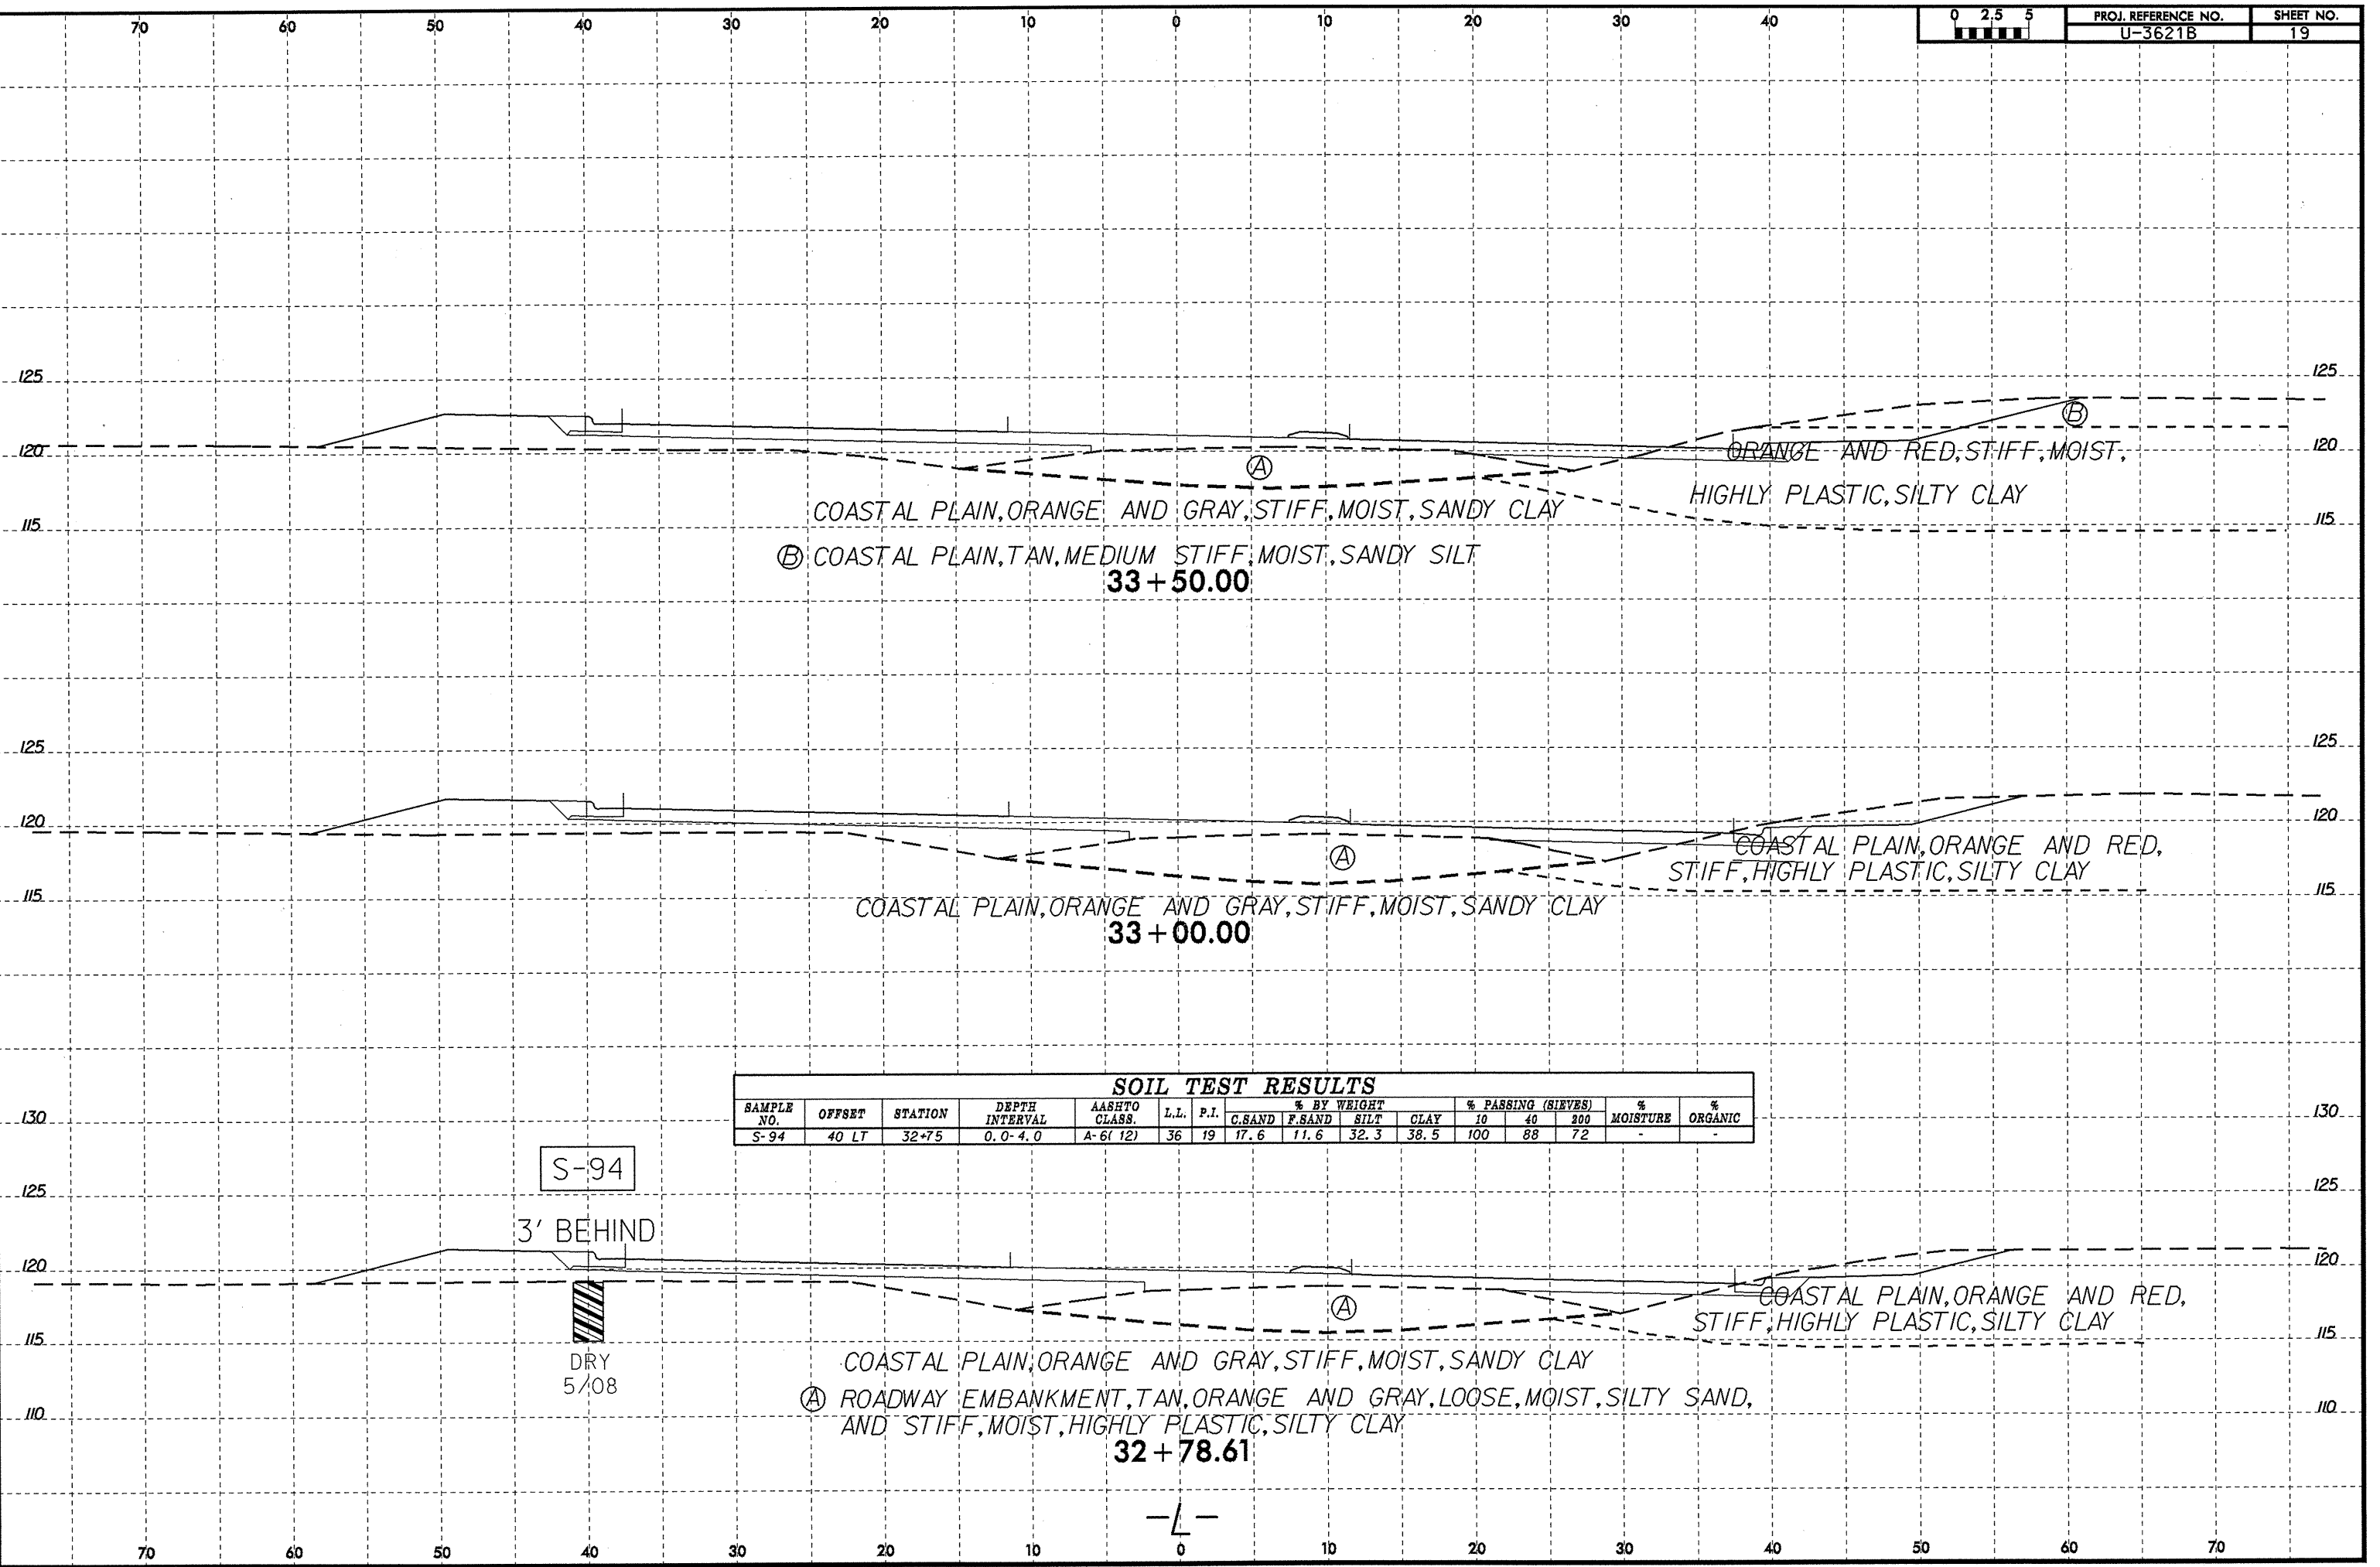 70 60 50 40 30 20 10 0 10 20 30 40
0 2.5 5
PROJ. REFERENCE NO.
U-3621B
SHEET NO.
19
125 125
B
120 120
A
ORANGE AND RED, STIFF, MOIST,
HIGHLY PLASTIC, SILTY CLAY
COASTAL PLAIN, ORANGE AND GRAY, STIFF, MOIST, SANDY CLAY
115 115
B COASTAL PLAIN, TAN, MEDIUM STIFF, MOIST, SANDY SILT
33+50.00
125 125
120 120
A
COASTAL PLAIN, ORANGE AND RED,
STIFF, HIGHLY PLASTIC, SILTY CLAY
115 115
COASTAL PLAIN, ORANGE AND GRAY, STIFF, MOIST, SANDY CLAY
33+00.00
SOIL TEST RESULTS
SAMPLE NO. OFFSET STATION DEPTH INTERVAL AASHTO CLASS. L.L. P.I. % BY WEIGHT C.SAND F.SAND SILT CLAY % PASSING (SIEVES) 10 40 200 % MOISTURE % ORGANIC
S-94 40 LT 32+75 0.0-4.0 A-6(12) 36 19 17.6 11.6 32.3 38.5 100 88 72 - -
130 130
S-94
125 125
3' BEHIND
120 120
A
COASTAL PLAIN, ORANGE AND RED,
STIFF, HIGHLY PLASTIC, SILTY CLAY
115 115
DRY
5/08
COASTAL PLAIN, ORANGE AND GRAY, STIFF, MOIST, SANDY CLAY
A ROADWAY EMBANKMENT, TAN, ORANGE AND GRAY, LOOSE, MOIST, SILTY SAND,
AND STIFF, MOIST, HIGHLY PLASTIC, SILTY CLAY
110 110
32+78.61
-L-
70 60 50 40 30 20 10 0 10 20 30 40 50 60 70